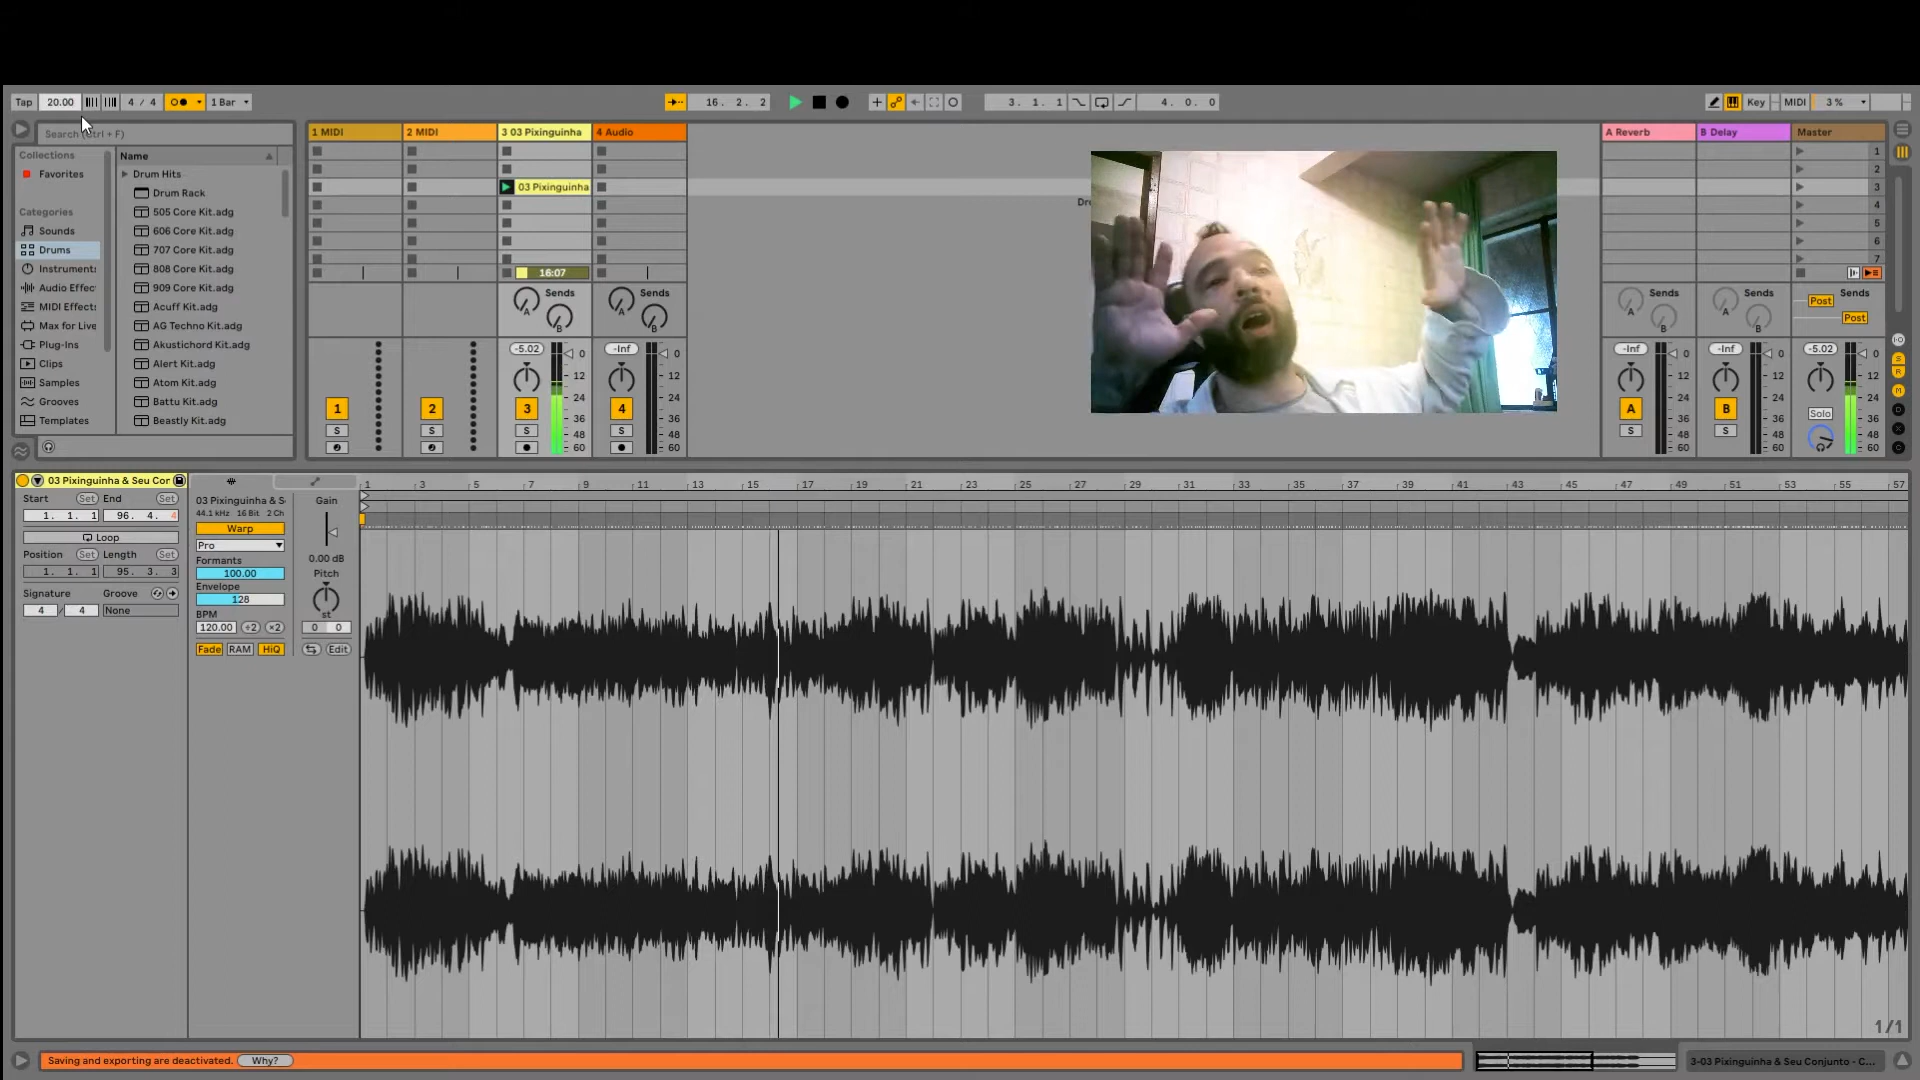 Tap 20.00 4 / 4 1 Bar 16. 2. 2 3. 1. 1 4. 0. 0 Key MIDI 3 %
Search (Ctrl + F)
Collections
Favorites
Categories
Sounds
Drums
Instrument:
Audio Effec
MIDI Effect:
Max for Live
Plug-Ins
Clips
Samples
Grooves
Templates
Name
Drum Hits
Drum Rack
505 Core Kit.adg
606 Core Kit.adg
707 Core Kit.adg
808 Core Kit.adg
909 Core Kit.adg
Acuff Kit.adg
AG Techno Kit.adg
Akustichord Kit.adg
Alert Kit.adg
Atom Kit.adg
Battu Kit.adg
Beastly Kit.adg
1 MIDI 2 MIDI 3 03 Pixinguinha 4 Audio
03 Pixinguinha
16:07
Sends Sends
A A
B B
-5.02 -Inf
0 0
12 12
24 24
36 36
48 48
60 60
1 2 3 4
S S S S
A Reverb B Delay Master
1
2
3
4
5
6
7
Sends Sends Sends
A A Post
B B Post
-Inf -Inf -5.02
0 0 0
12 12 12
24 24 24
A B Solo
36 36 36
S S
48 48 48
60 60 60
03 Pixinguinha & Seu Cor
Start Set End Set
1. 1. 1 96. 4. 4
Loop
Position Set Length Set
1. 1. 1 95. 3. 3
Signature Groove
4 / 4 None
03 Pixinguinha & S
44.1 kHz 16 Bit 2 Ch
Warp
Pro
Formants
100.00
Envelope
128
BPM
120.00 ÷2 ×2
Fade RAM HiQ
Gain
0.00 dB
Pitch
st
0 0
Edit
1 3 5 7 9 11 13 15 17 19 21 23 25 27 29 31 33 35 37 39 41 43 45 47 49 51 53 55 57
1/1
Saving and exporting are deactivated. Why?
3-03 Pixinguinha & Seu Conjunto - C...